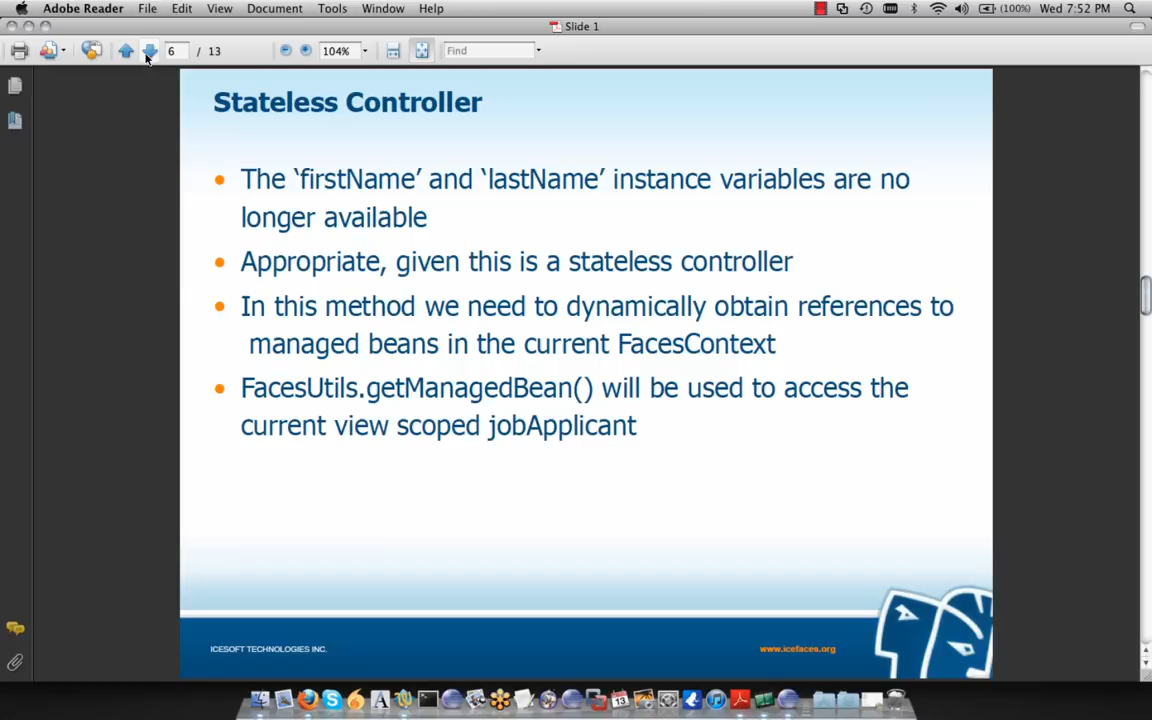 Adobe Reader File Edit View Document Tools Window Help (100%) Wed 7:52 PM
Slide 1
6 / 13 104% Find
Stateless Controller
• The ‘firstName’ and ‘lastName’ instance variables are no
longer available
• Appropriate, given this is a stateless controller
• In this method we need to dynamically obtain references to
managed beans in the current FacesContext
• FacesUtils.getManagedBean() will be used to access the
current view scoped jobApplicant
ICESOFT TECHNOLOGIES INC. www.icefaces.org
13